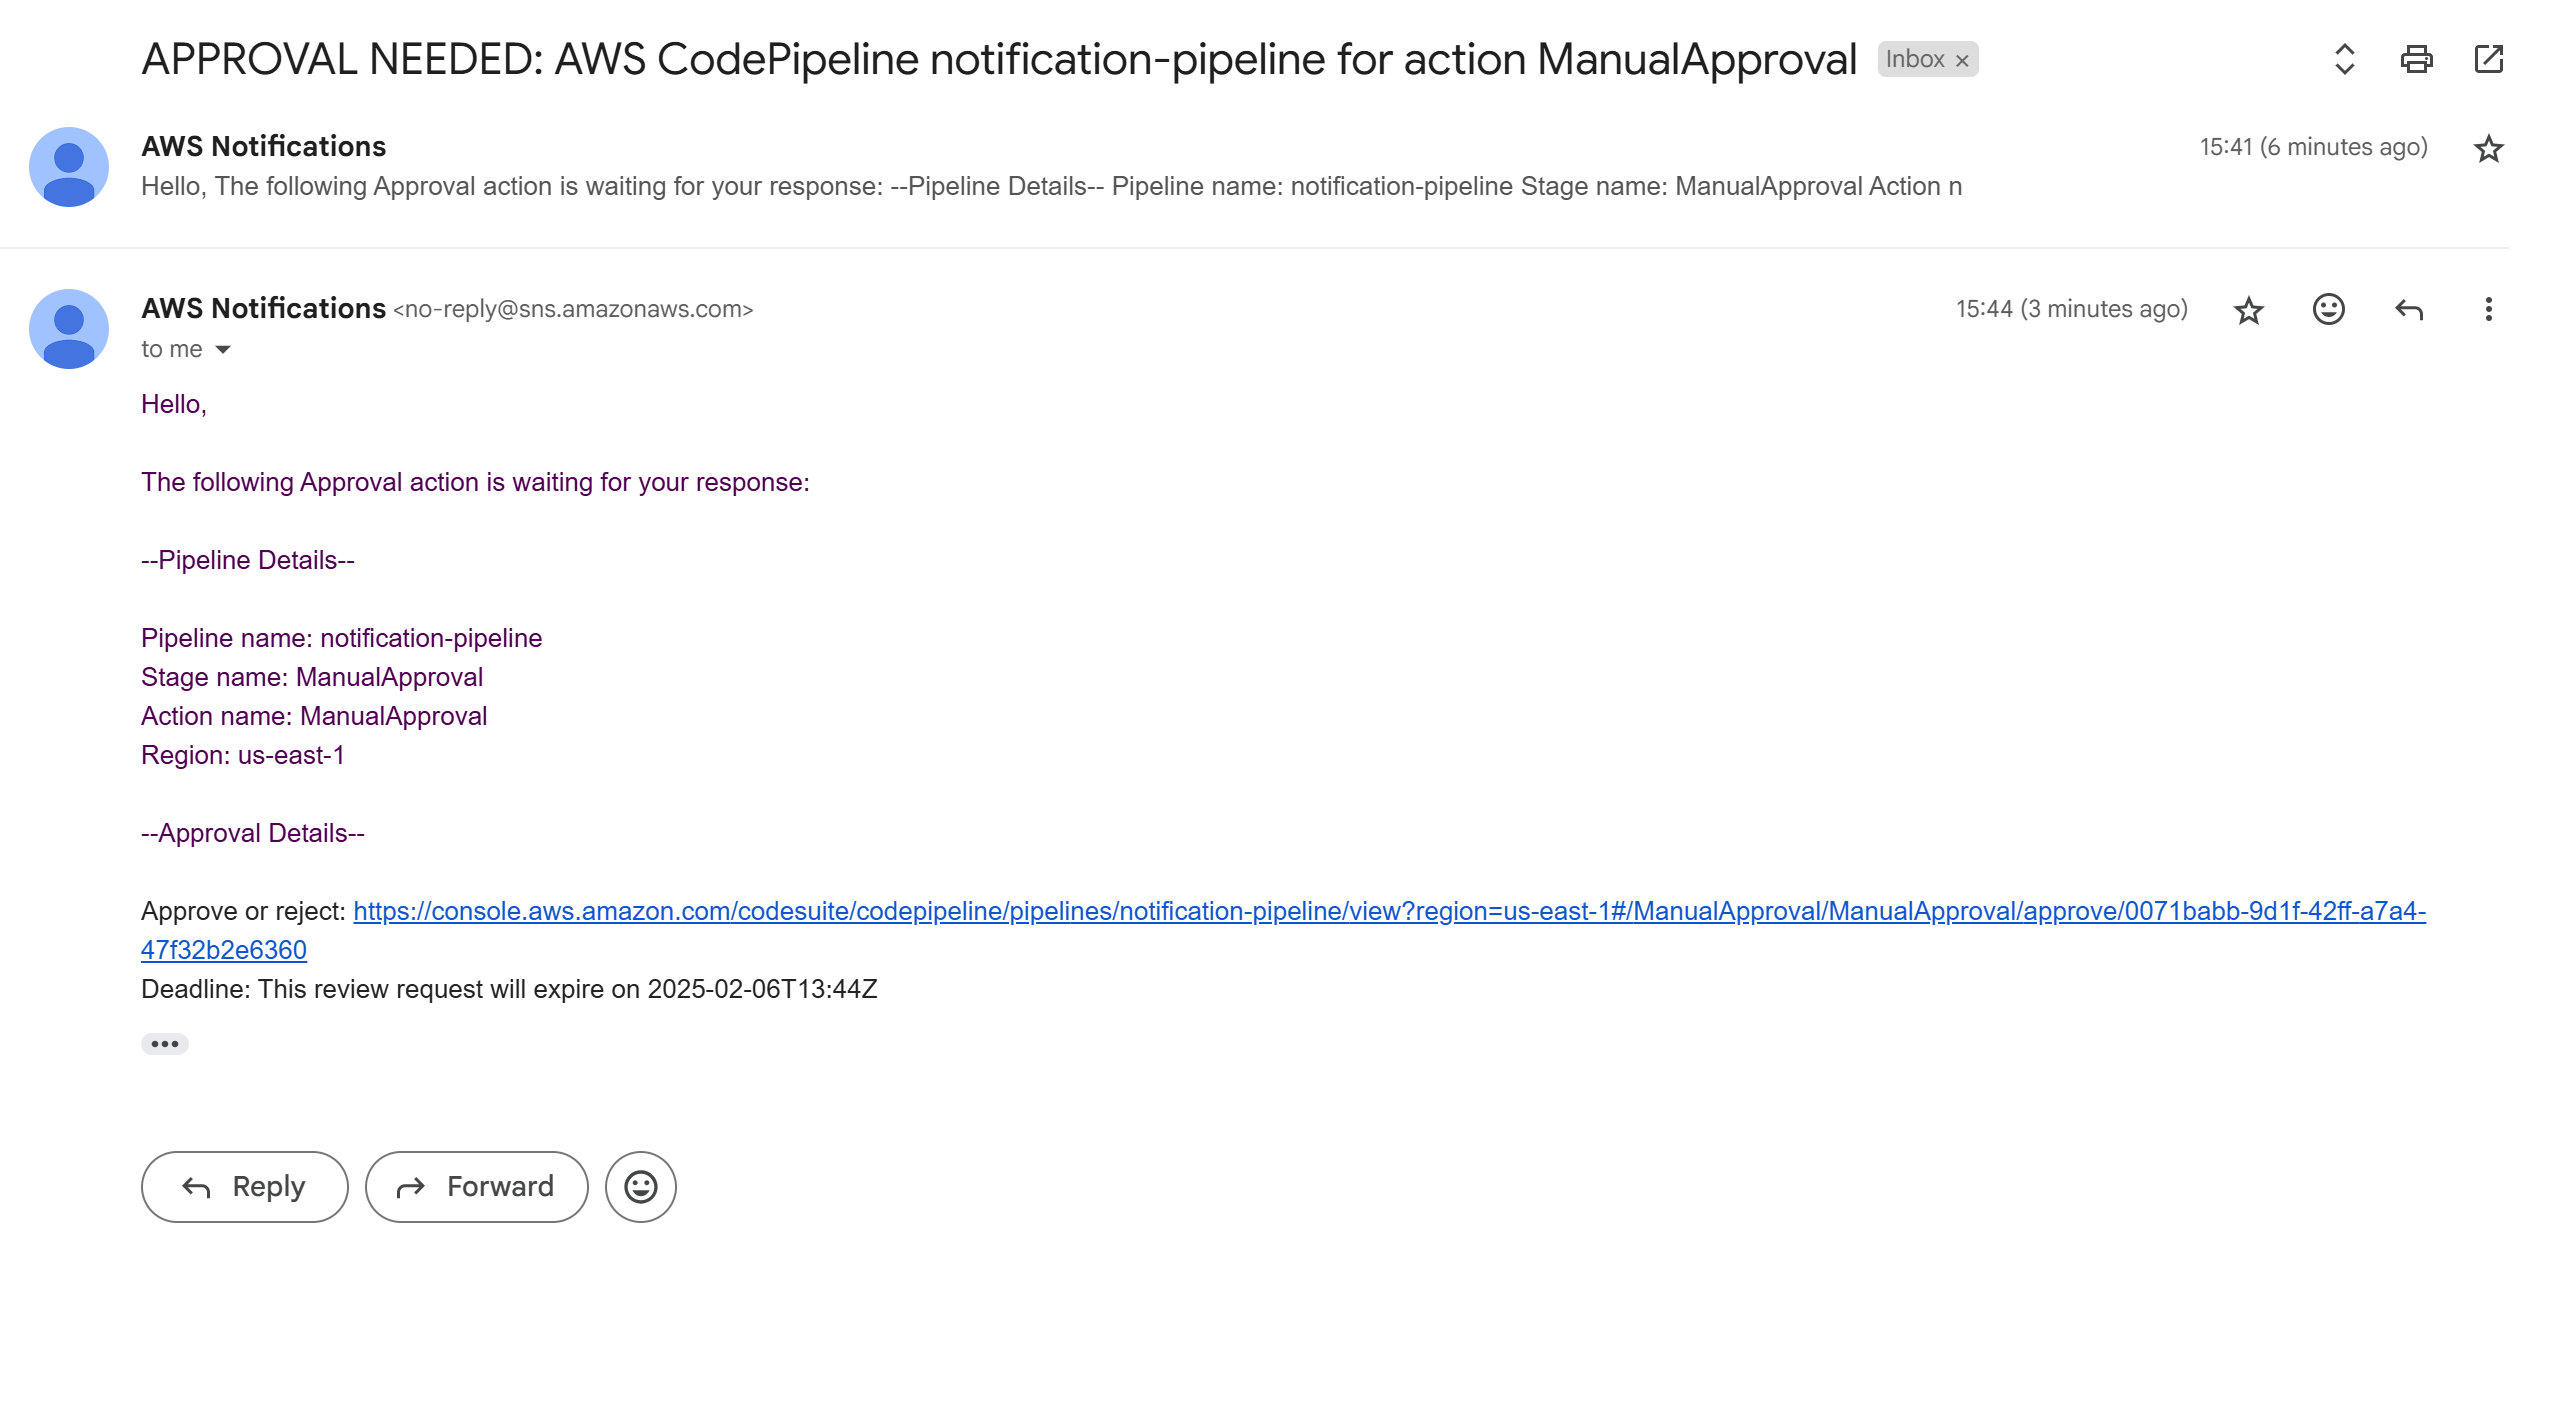 APPROVAL NEEDED: AWS CodePipeline notification-pipeline for action ManualApproval Inbox ×
AWS Notifications 15:41 (6 minutes ago)
Hello, The following Approval action is waiting for your response: --Pipeline Details-- Pipeline name: notification-pipeline Stage name: ManualApproval Action n
AWS Notifications <no-reply@sns.amazonaws.com> 15:44 (3 minutes ago)
to me
Hello,
The following Approval action is waiting for your response:
--Pipeline Details--
Pipeline name: notification-pipeline
Stage name: ManualApproval
Action name: ManualApproval
Region: us-east-1
--Approval Details--
Approve or reject: https://console.aws.amazon.com/codesuite/codepipeline/pipelines/notification-pipeline/view?region=us-east-1#/ManualApproval/ManualApproval/approve/0071babb-9d1f-42ff-a7a4-
47f32b2e6360
Deadline: This review request will expire on 2025-02-06T13:44Z
Reply Forward